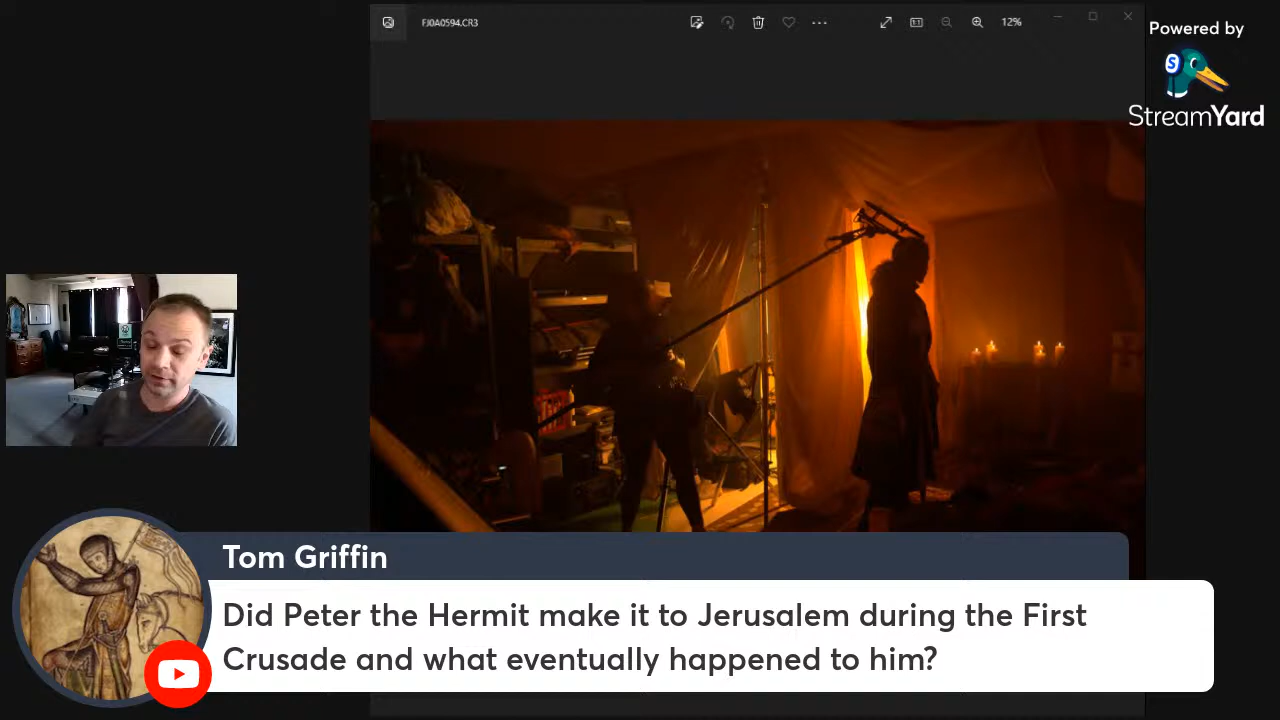 FJ0A0594.CR3
12%
Powered by
StreamYard
Tom Griffin
Did Peter the Hermit make it to Jerusalem during the First
Crusade and what eventually happened to him?